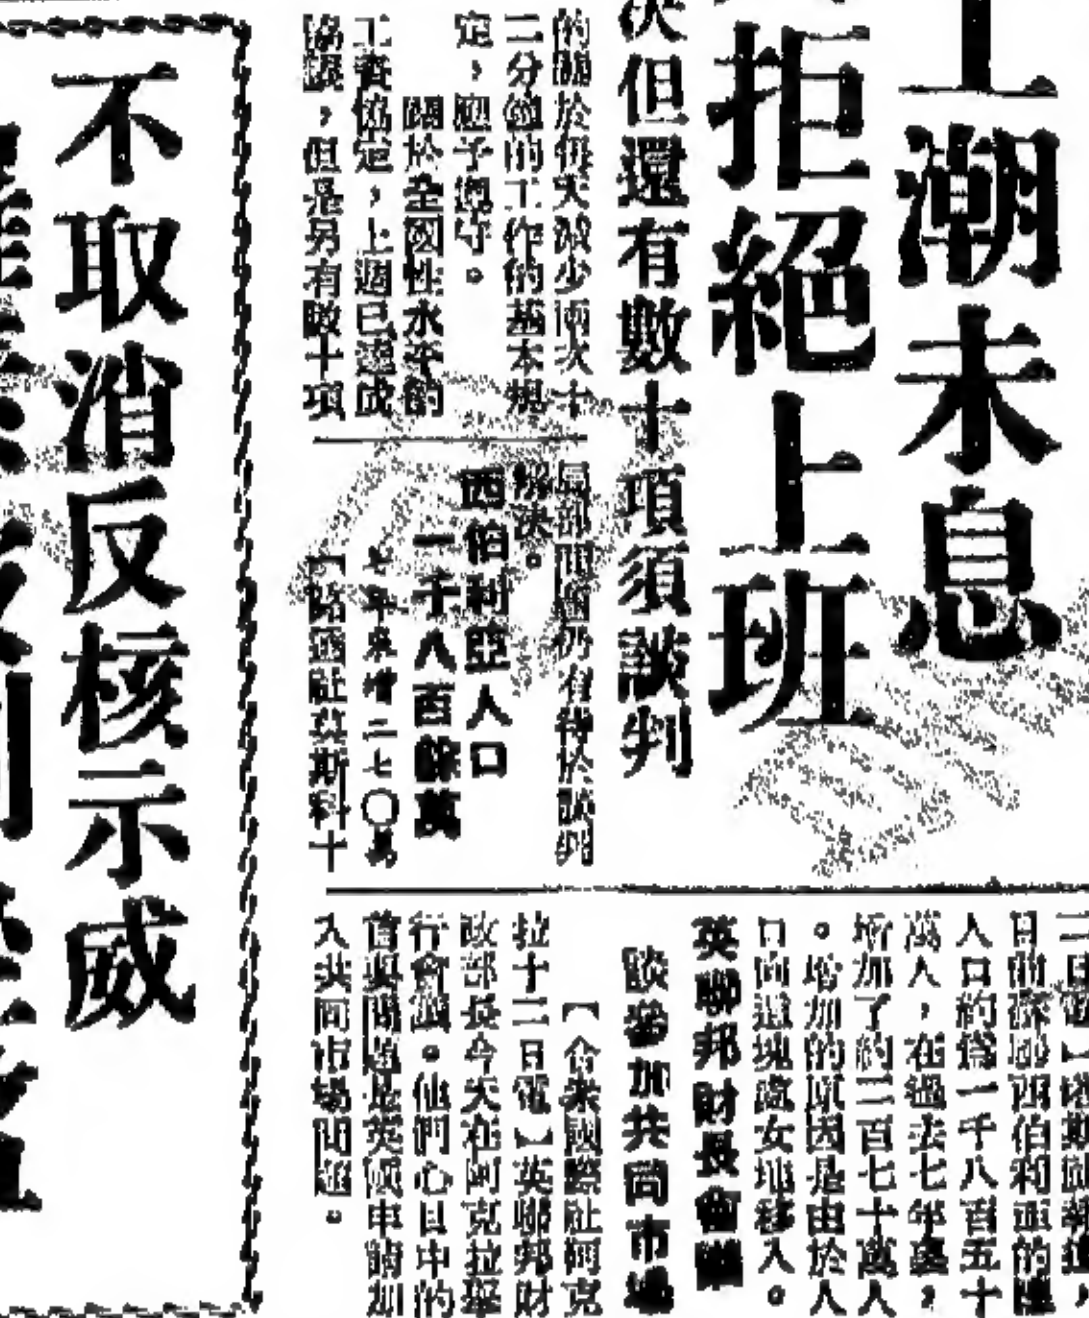 工潮未息
拒絕上班
決但還有數十項須談判
的關於每天減少兩次十
二分鐘的工作的基本規
定，應予遵守。
關於全國性水平的
工資協定，上週已達成
協議，但是另有數十項
局部問題仍有待於談判
解決。
西伯利亞人口
一千八百餘萬
七年來增二七〇萬
【路透社莫斯科十
二日電】塔斯社報道，
目前蘇聯西伯利亞的
人口約爲一千八百五十
萬人，在過去七年裏，
增加了約二百七十萬人
。增加的原因是由於人
口向這塊處女地移入。
英聯邦財長會議
談參加共同市場
【合衆國際社阿克
拉十二日電】英聯邦財
政部長今天在阿克拉舉
行會議。他們心目中的
首要問題是英國申請加
入共同市場問題。
不取消反核示威